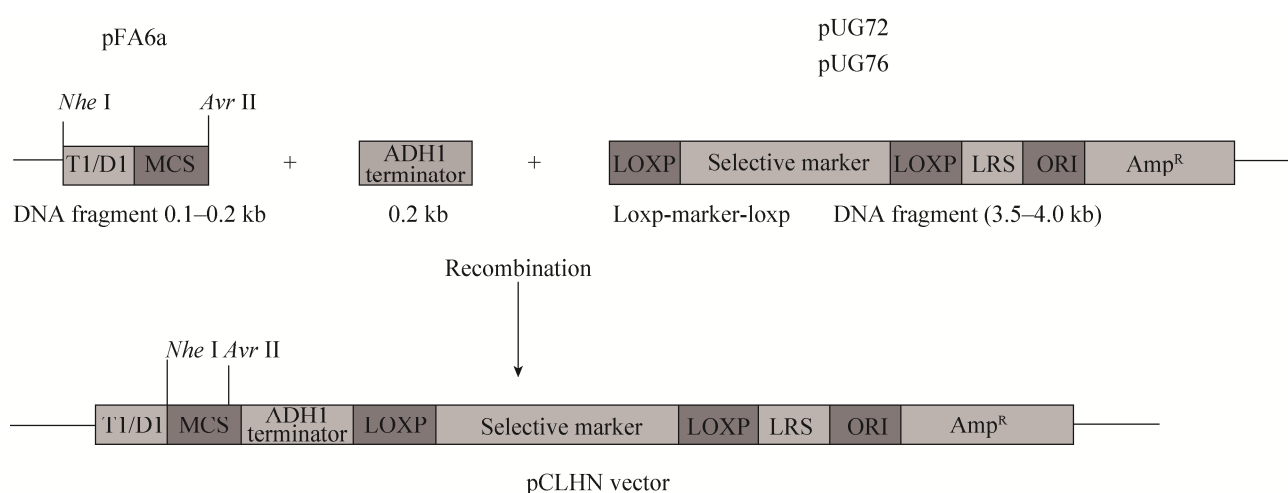 pFA6a
pUG72
pUG76
Nhe I
Avr II
T1/D1
MCS
+
ADH1
terminator
+
LOXP
Selective marker
LOXP
LRS
ORI
Amp^R
DNA fragment 0.1–0.2 kb
0.2 kb
Loxp-marker-loxp
DNA fragment (3.5–4.0 kb)
Recombination
Nhe I
Avr II
T1/D1
MCS
ADH1
terminator
LOXP
Selective marker
LOXP
LRS
ORI
Amp^R
pCLHN vector